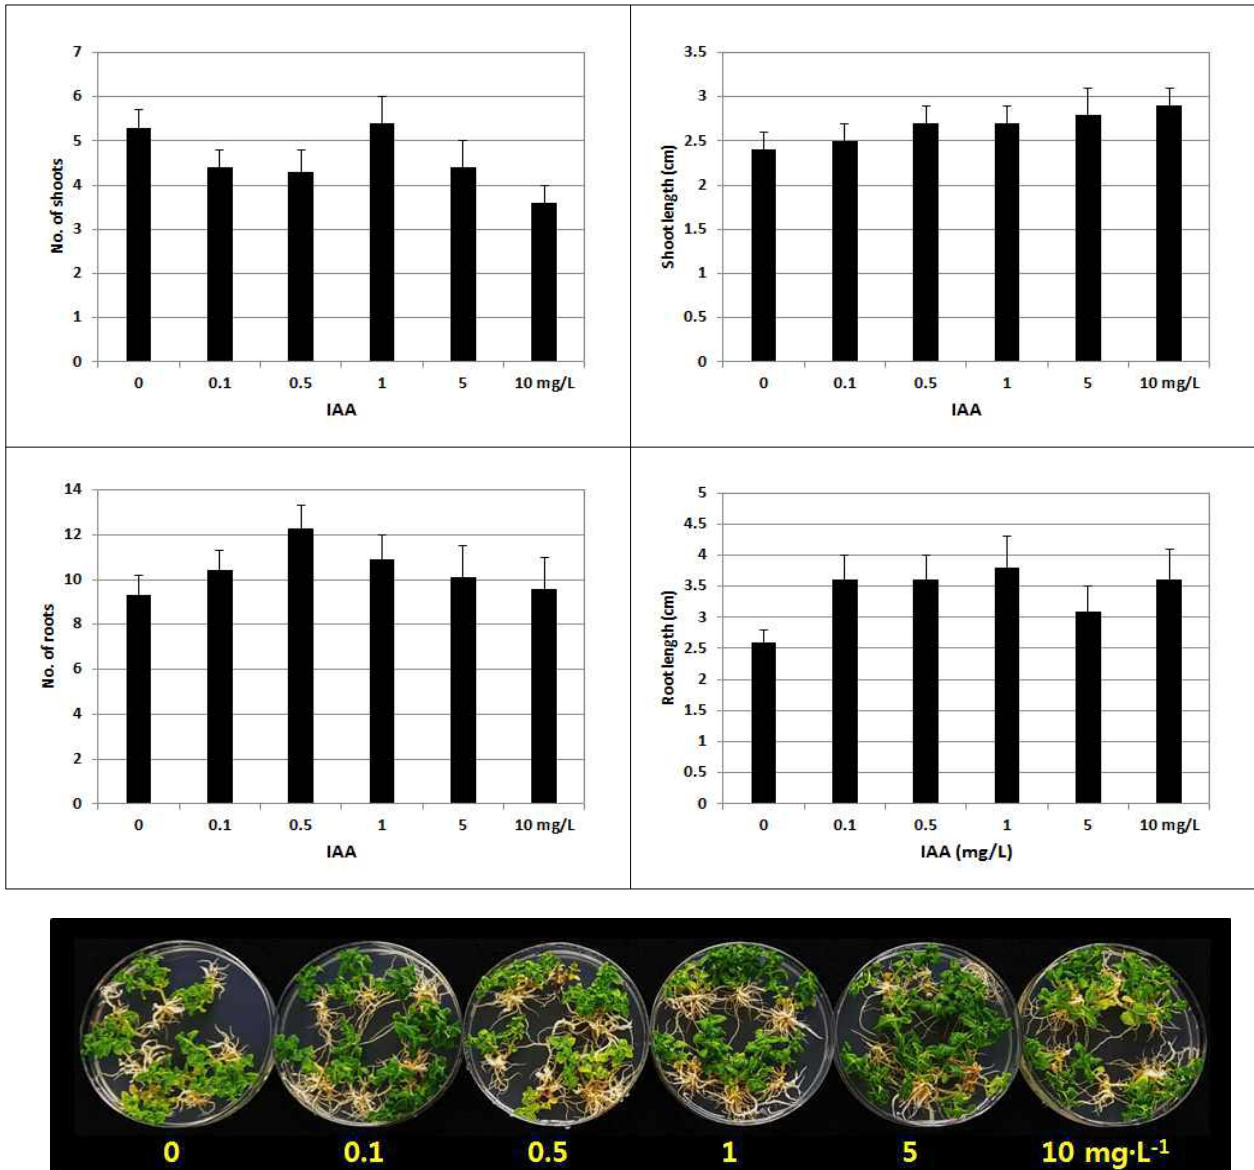 7
6
5
4
3
2
1
0
No. of shoots
0 0.1 0.5 1 5 10 mg/L
IAA
3.5
3
2.5
2
1.5
1
0.5
0
Shoot length (cm)
0 0.1 0.5 1 5 10 mg/L
IAA
14
12
10
8
6
4
2
0
No. of roots
0 0.1 0.5 1 5 10 mg/L
IAA
5
4.5
4
3.5
3
2.5
2
1.5
1
0.5
0
Root length (cm)
0 0.1 0.5 1 5 10 mg/L
IAA (mg/L)
0 0.1 0.5 1 5 10 mg·L⁻¹